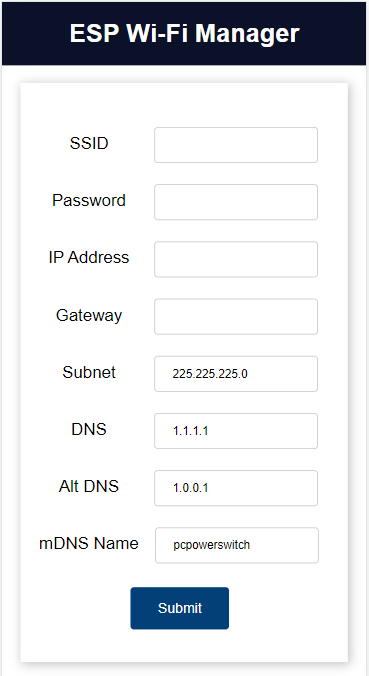 ESP Wi-Fi Manager
SSID
Password
IP Address
Gateway
Subnet 225.225.225.0
DNS 1.1.1.1
Alt DNS 1.0.0.1
mDNS Name pcpowerswitch
Submit